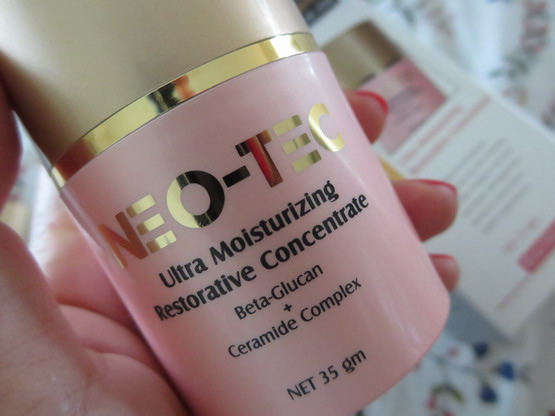 NEO-TEC
Ultra Moisturizing
Restorative Concentrate
Beta-Glucan
+
Ceramide Complex
NET 35 gm